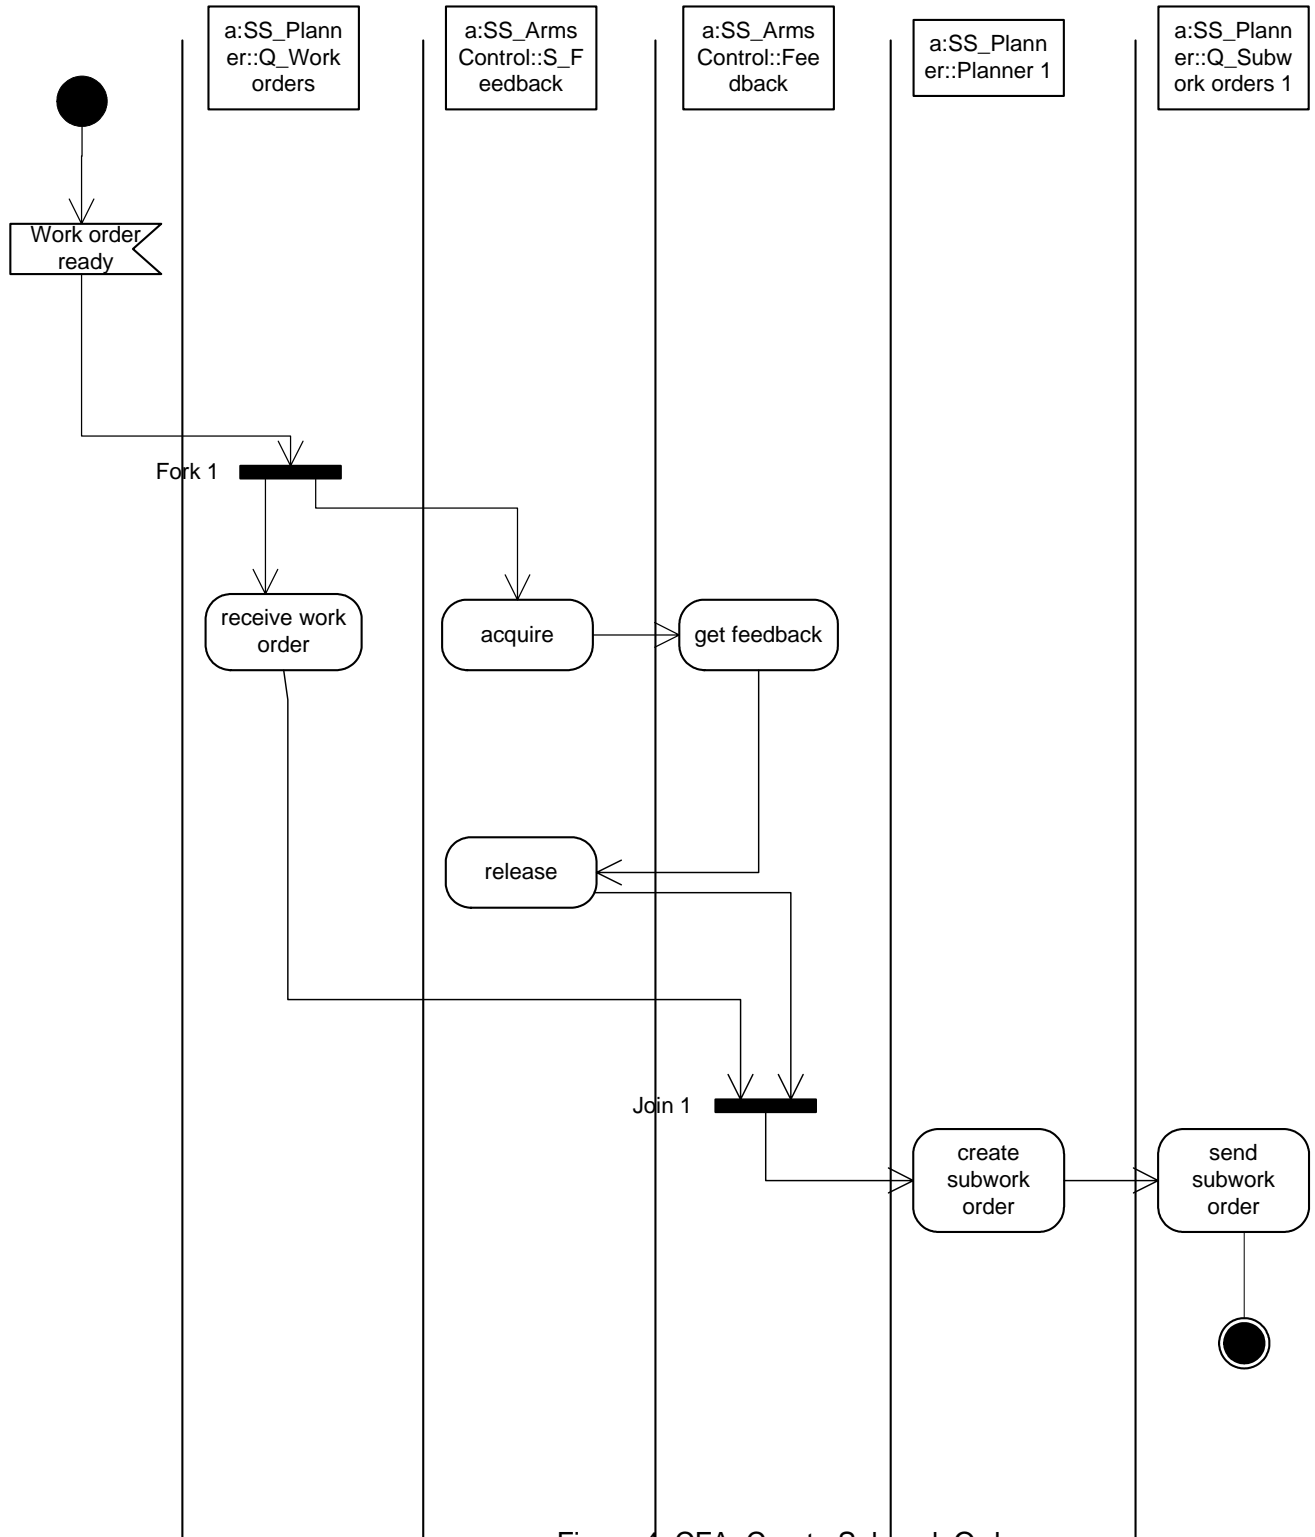 a:SS_Plann
er::Q_Work
orders
a:SS_Arms
Control::S_F
eedback
a:SS_Arms
Control::Fee
dback
a:SS_Plann
er::Planner 1
a:SS_Plann
er::Q_Subw
ork orders 1
Work order
ready
Fork 1
receive work
order
acquire
get feedback
release
Join 1
create
subwork
order
send
subwork
order